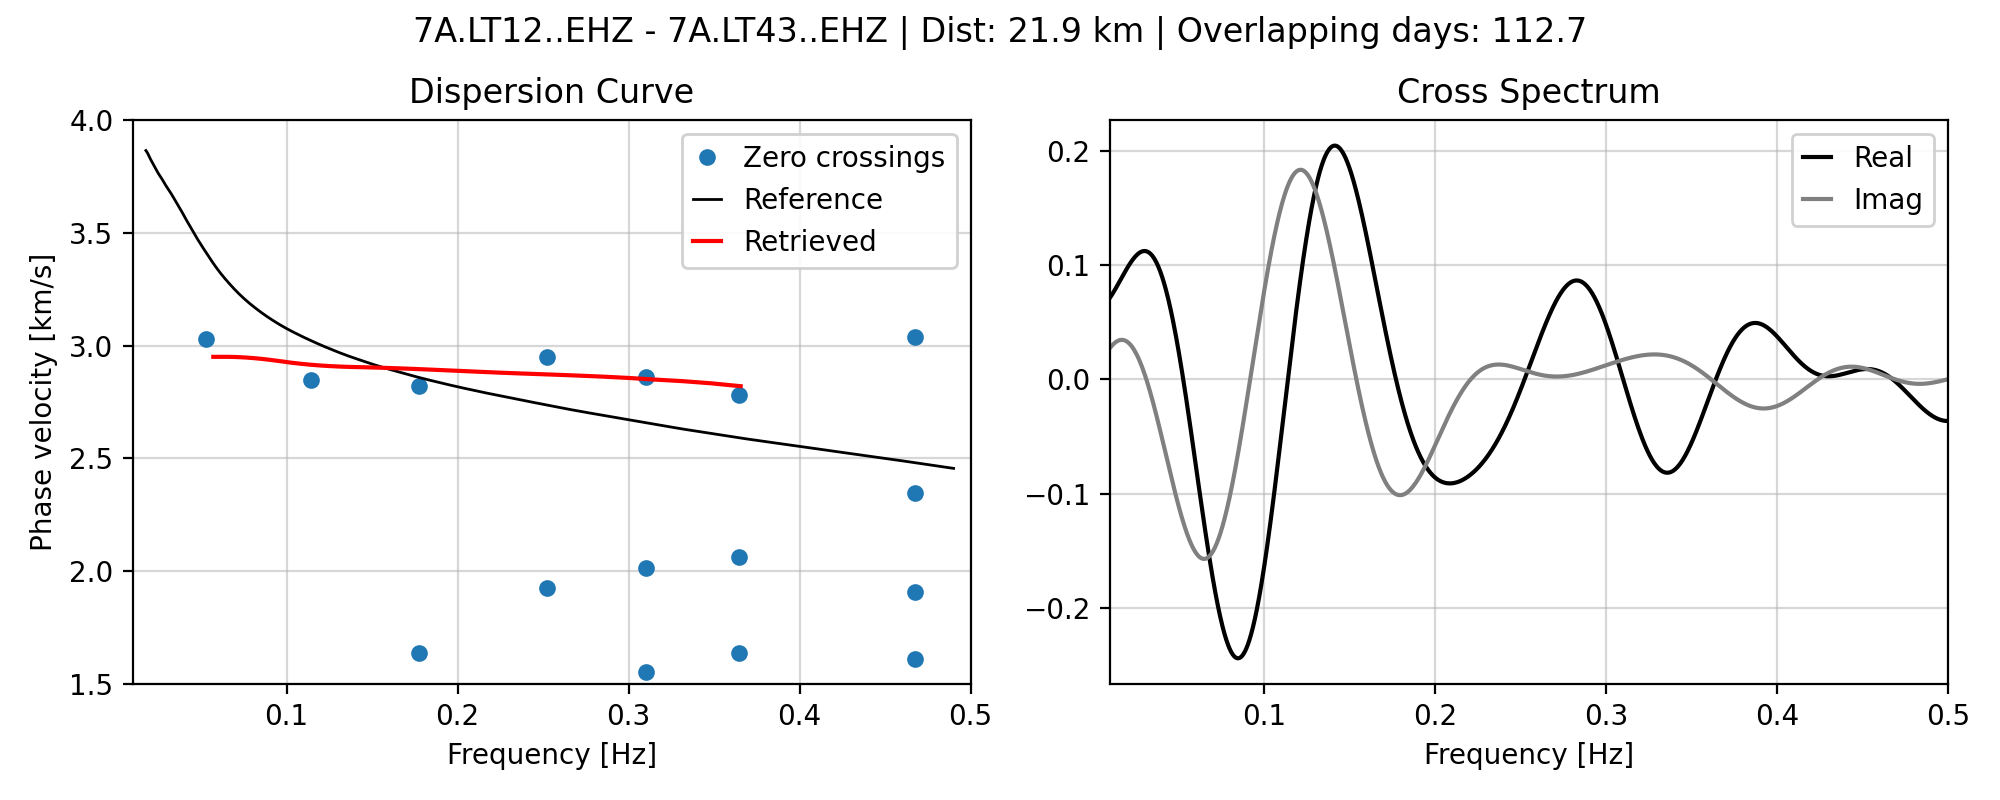 7A.LT12..EHZ - 7A.LT43..EHZ | Dist: 21.9 km | Overlapping days: 112.7
Dispersion Curve
4.0
3.5
3.0
2.5
2.0
1.5
Phase velocity [km/s]
0.1
0.2
0.3
0.4
0.5
Frequency [Hz]
Zero crossings
Reference
Retrieved
Cross Spectrum
0.2
0.1
0.0
−0.1
−0.2
0.1
0.2
0.3
0.4
0.5
Frequency [Hz]
Real
Imag